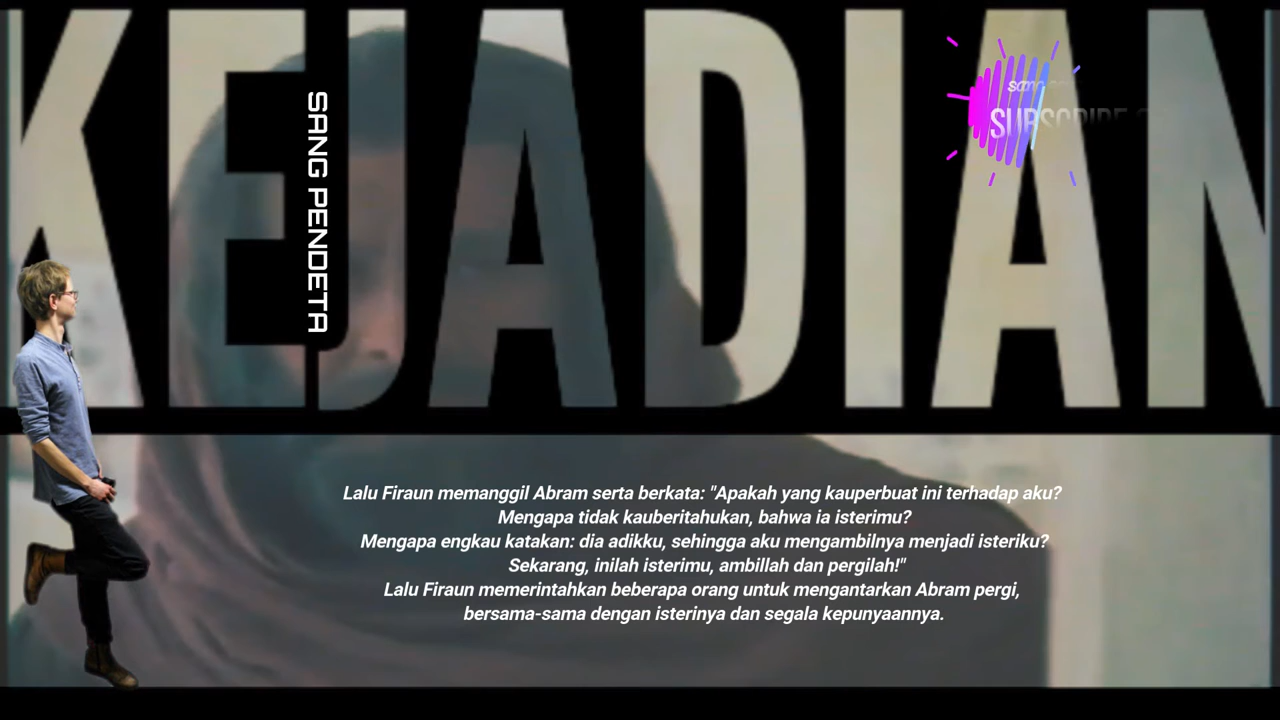 KEJADIAN
SANG PENDETA
SUBSCRIBE
Lalu Firaun memanggil Abram serta berkata: "Apakah yang kauperbuat ini terhadap aku?
Mengapa tidak kauberitahukan, bahwa ia isterimu?
Mengapa engkau katakan: dia adikku, sehingga aku mengambilnya menjadi isteriku?
Sekarang, inilah isterimu, ambillah dan pergilah!"
Lalu Firaun memerintahkan beberapa orang untuk mengantarkan Abram pergi,
bersama-sama dengan isterinya dan segala kepunyaannya.